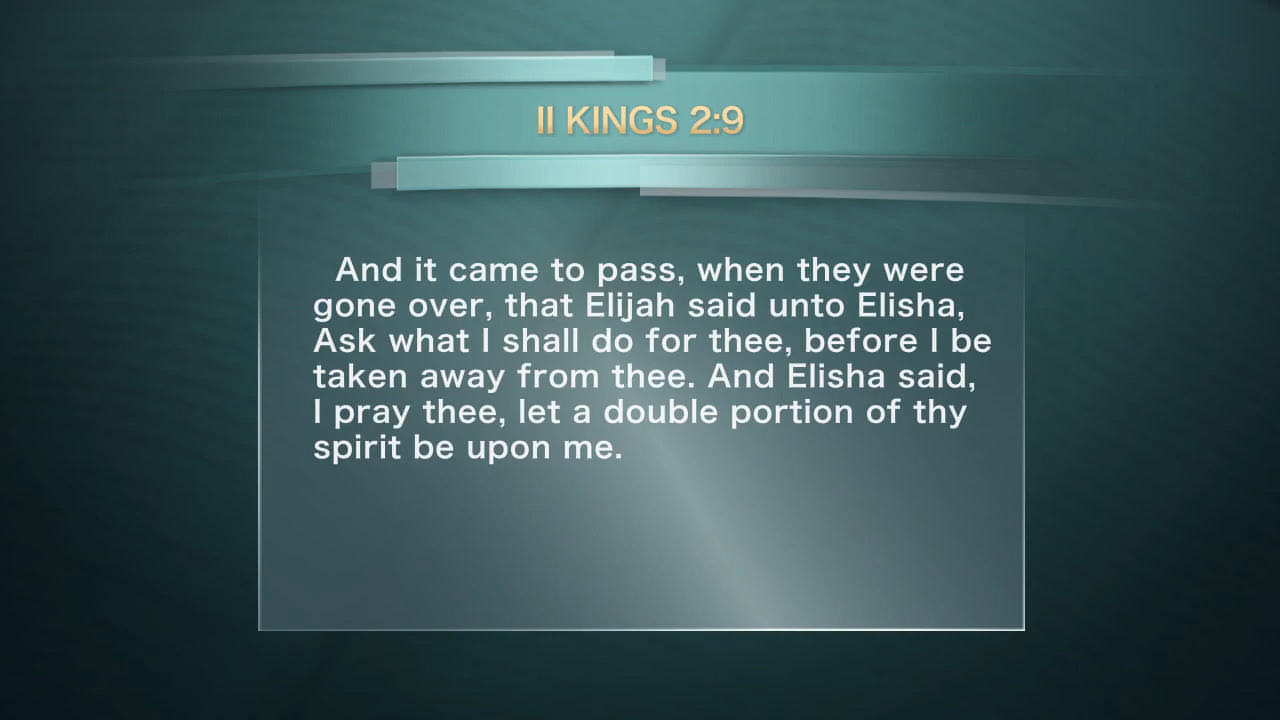 II KINGS 2:9
And it came to pass, when they were
gone over, that Elijah said unto Elisha,
Ask what I shall do for thee, before I be
taken away from thee. And Elisha said,
I pray thee, let a double portion of thy
spirit be upon me.